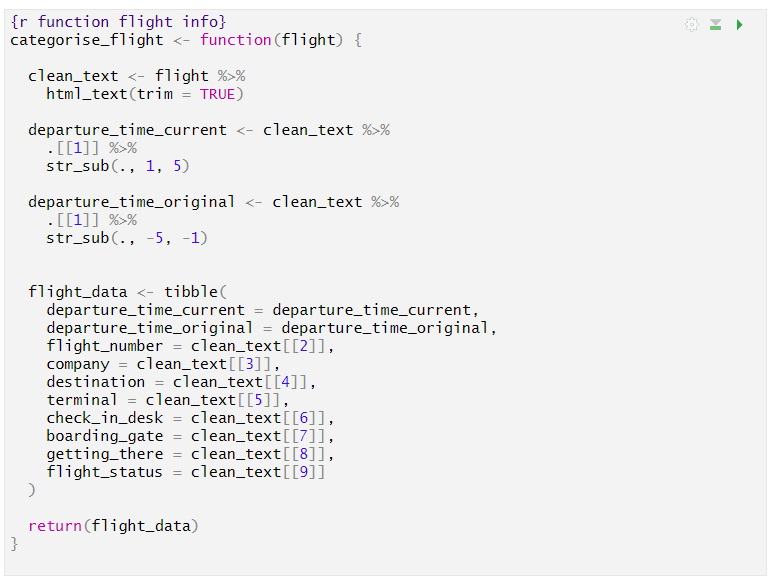 {r function flight info}
categorise_flight <- function(flight) {
  clean_text <- flight %>%
    html_text(trim = TRUE)
  departure_time_current <- clean_text %>%
    .[[1]] %>%
    str_sub(., 1, 5)
  departure_time_original <- clean_text %>%
    .[[1]] %>%
    str_sub(., -5, -1)
  flight_data <- tibble(
    departure_time_current = departure_time_current,
    departure_time_original = departure_time_original,
    flight_number = clean_text[[2]],
    company = clean_text[[3]],
    destination = clean_text[[4]],
    terminal = clean_text[[5]],
    check_in_desk = clean_text[[6]],
    boarding_gate = clean_text[[7]],
    getting_there = clean_text[[8]],
    flight_status = clean_text[[9]]
  )
  return(flight_data)
}